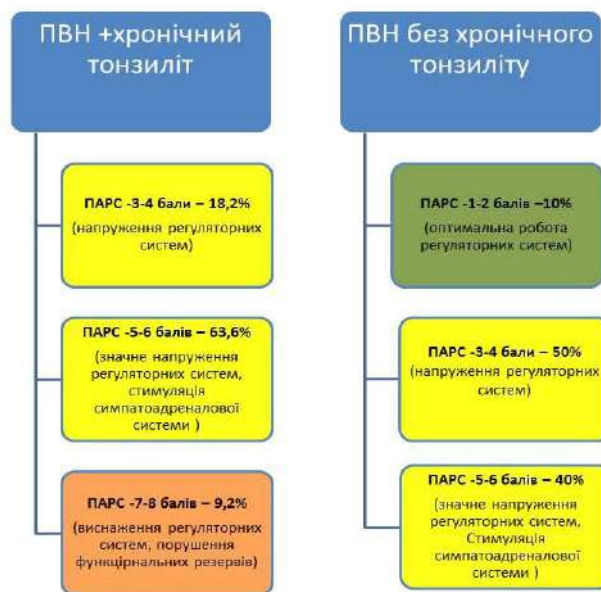 ПВН +хронічний
тонзиліт
ПАРС -3-4 бали – 18,2%
(напруження регуляторних
систем)
ПАРС -5-6 балів – 63,6%
(значне напруження
регуляторних систем,
стимуляція
симпатоадреналової
системи )
ПАРС -7-8 балів – 9,2%
(виснаження регуляторних
систем, порушення
функцірнальних резервів)
ПВН без хронічного
тонзиліту
ПАРС -1-2 балів –10%
(оптимальна робота
регуляторних систем)
ПАРС -3-4 бали – 50%
(напруження регуляторних
систем)
ПАРС -5-6 балів – 40%
(значне напруження
регуляторних систем,
Стимуляція
симпатоадреналової
системи )